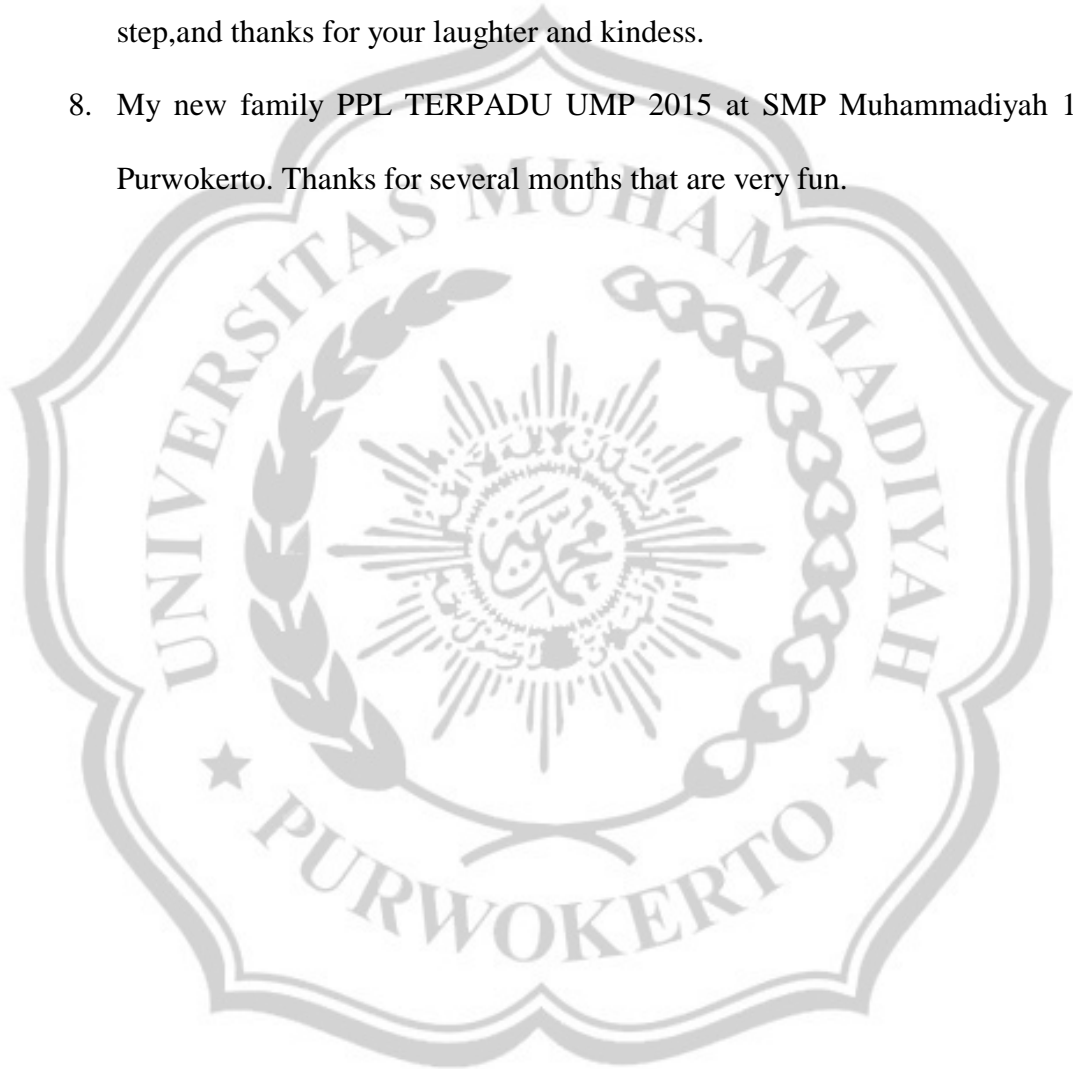 step,and thanks for your laughter and kindess.
8. My new family PPL TERPADU UMP 2015 at SMP Muhammadiyah 1
Purwokerto. Thanks for several months that are very fun.
UNIVERSITAS MUHAMMADIYAH
PURWOKERTO
محمد